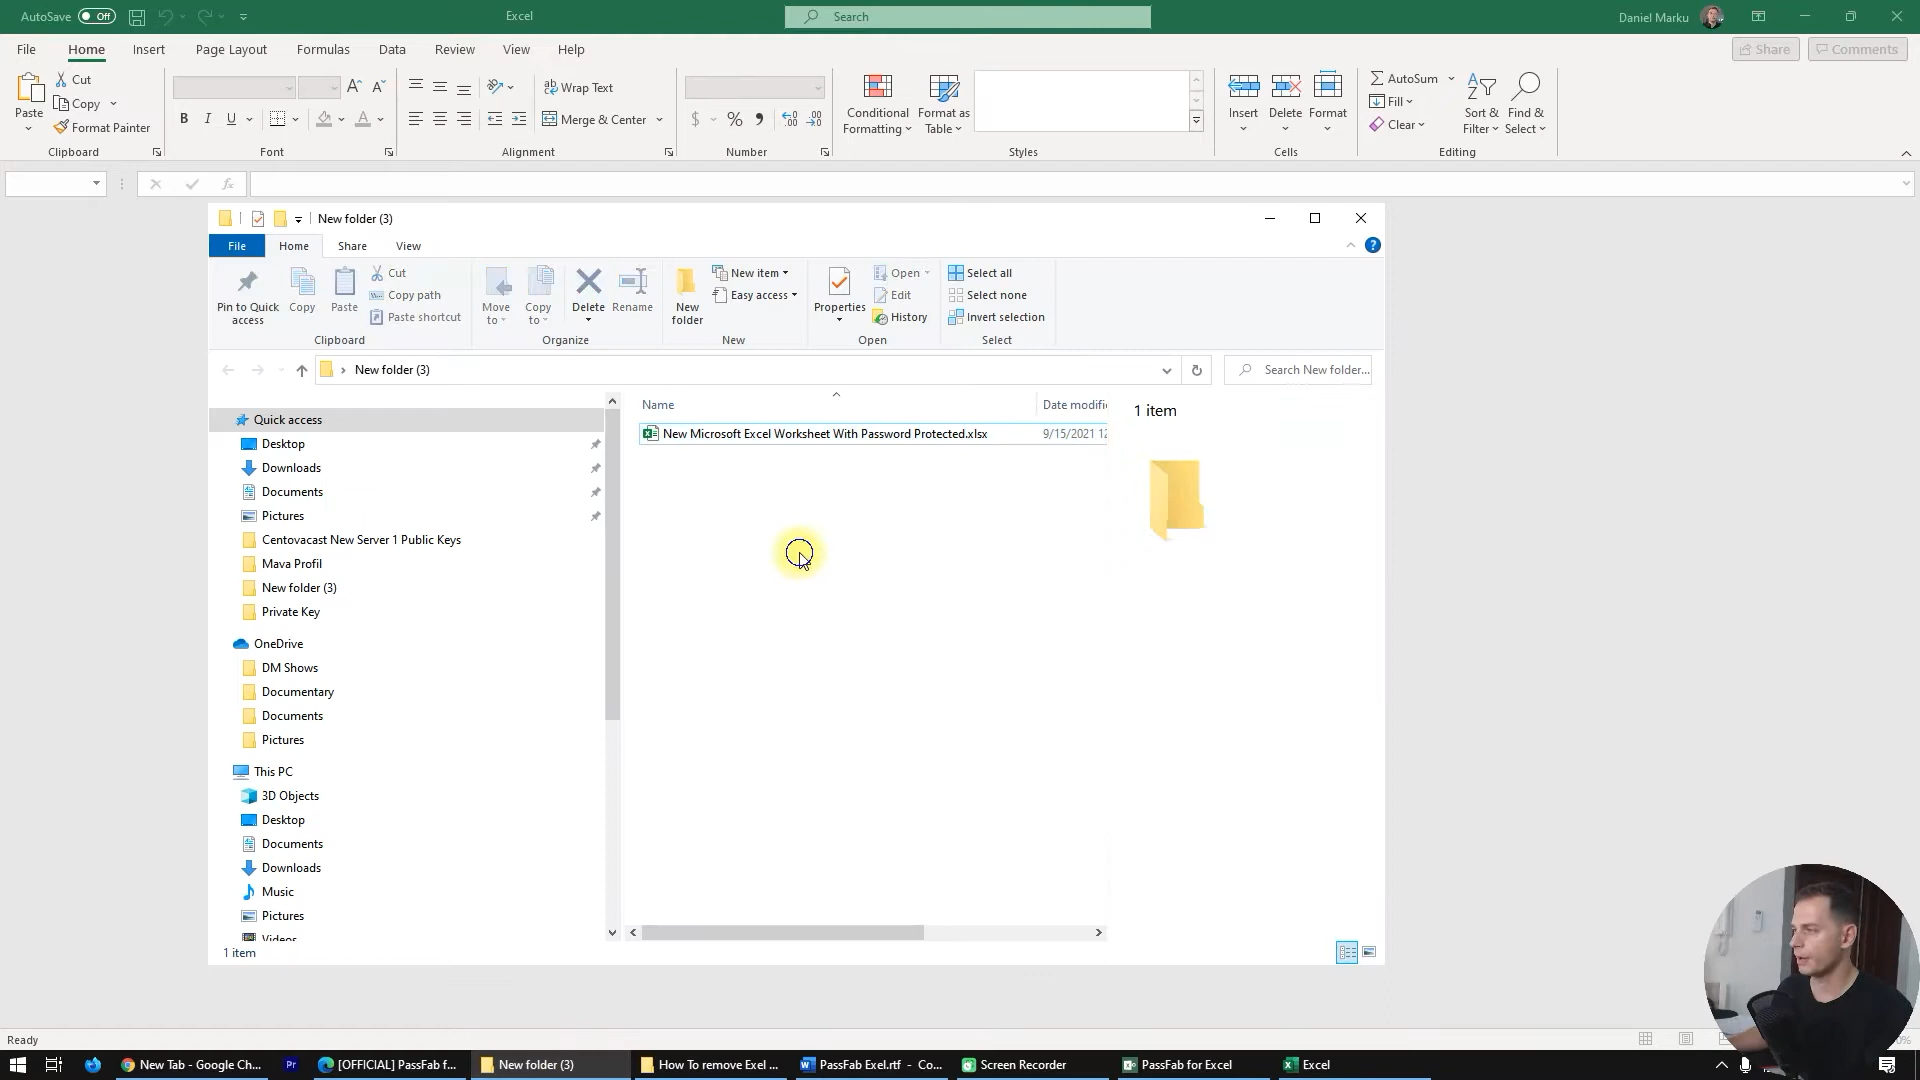 AutoSave Off Excel Search Daniel Marku
File Home Insert Page Layout Formulas Data Review View Help Share Comments
Paste Cut Copy Format Painter
B I U
Wrap Text
Merge & Center
$ % ,
Conditional Formatting
Format as Table
Insert Delete Format
AutoSum Fill Clear
Sort & Filter
Find & Select
Clipboard Font Alignment Number Styles Cells Editing
fx
New folder (3)
File Home Share View
Pin to Quick access
Copy
Paste
Cut
Copy path
Paste shortcut
Move to
Copy to
Delete
Rename
New folder
New item
Easy access
Properties
Open
Edit
History
Select all
Select none
Invert selection
Clipboard Organize New Open Select
New folder (3)
Search New folder...
Name Date modifi
New Microsoft Excel Worksheet With Password Protected.xlsx 9/15/2021 12
1 item
Quick access
Desktop
Downloads
Documents
Pictures
Centovacast New Server 1 Public Keys
Mava Profil
New folder (3)
Private Key
OneDrive
DM Shows
Documentary
Documents
Pictures
This PC
3D Objects
Desktop
Documents
Downloads
Music
Pictures
Videos
1 item
Ready
New Tab - Google Ch... Pr [OFFICIAL] PassFab f... New folder (3) How To remove Exel ... PassFab Exel.rtf - Co... Screen Recorder PassFab for Excel Excel